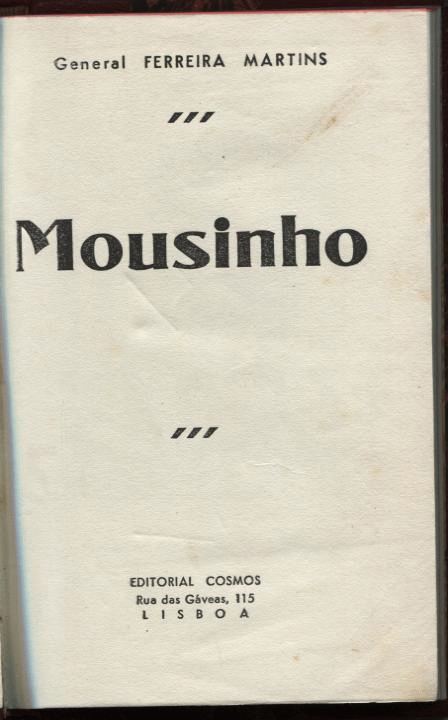 General FERREIRA MARTINS
Mousinho
EDITORIAL COSMOS
Rua das Gáveas, 115
LISBOA